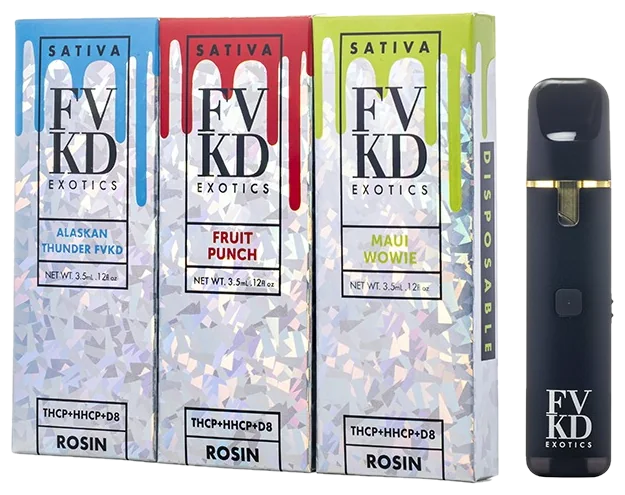 SATIVA
FV
KD
EXOTICS
ALASKAN
THUNDER FVKD
NET WT. 3.5mL .12fl oz
THCP+HHCP+D8
ROSIN
SATIVA
FV
KD
EXOTICS
FRUIT
PUNCH
NET WT. 3.5mL .12fl oz
THCP+HHCP+D8
ROSIN
SATIVA
FV
KD
EXOTICS
MAUI
WOWIE
NET WT. 3.5mL .12fl oz
THCP+HHCP+D8
ROSIN
DISPOSABLE
FV
KD
EXOTICS